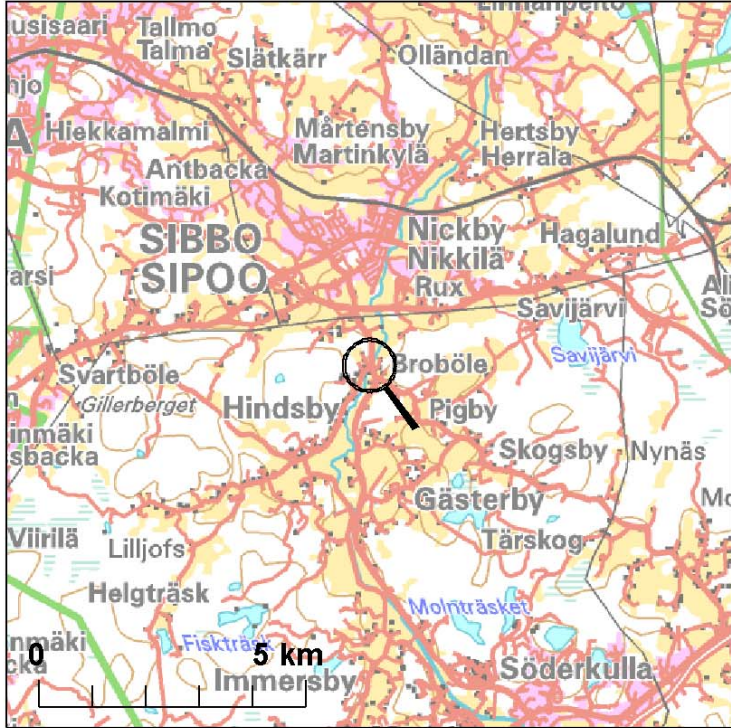 Tallmo
Talma
Slätkärr
Olländan
Hiekkamalmi
Mårtensby
Martinkylä
Hertsby
Herrala
Antbacka
Kotimäki
SIBBO
SIPOO
Nickby
Nikkilä
Hagalund
Rux
Savijärvi
Savijärvi
Svartböle
Gillerberget
Broböle
Hindsby
Pigby
Skogsby
Nynäs
Gästerby
Tärskog
Viirilä
Lilljofs
Helgträsk
Molnträsket
Fiskträsk
0 5 km
Immersby
Söderkulla